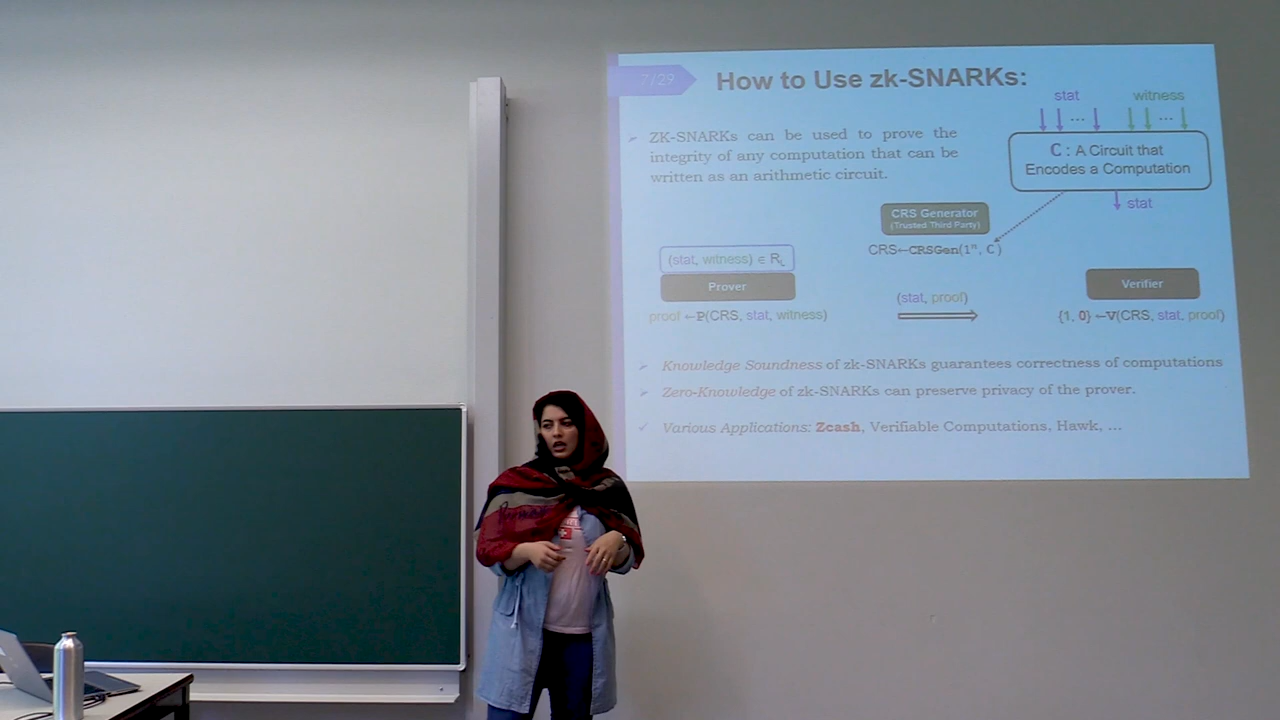 7/29
How to Use zk-SNARKs:
ZK-SNARKs can be used to prove the
integrity of any computation that can be
written as an arithmetic circuit.
stat witness
... ...
C : A Circuit that
Encodes a Computation
stat
CRS Generator
(Trusted Third Party)
CRS←CRSGen(1ⁿ, C)
(stat, witness) ∈ R
Prover
proof ←P(CRS, stat, witness)
(stat, proof)
Verifier
{1, 0} ←V(CRS, stat, proof)
Knowledge Soundness of zk-SNARKs guarantees correctness of computations
Zero-Knowledge of zk-SNARKs can preserve privacy of the prover.
Various Applications: Zcash, Verifiable Computations, Hawk, ...